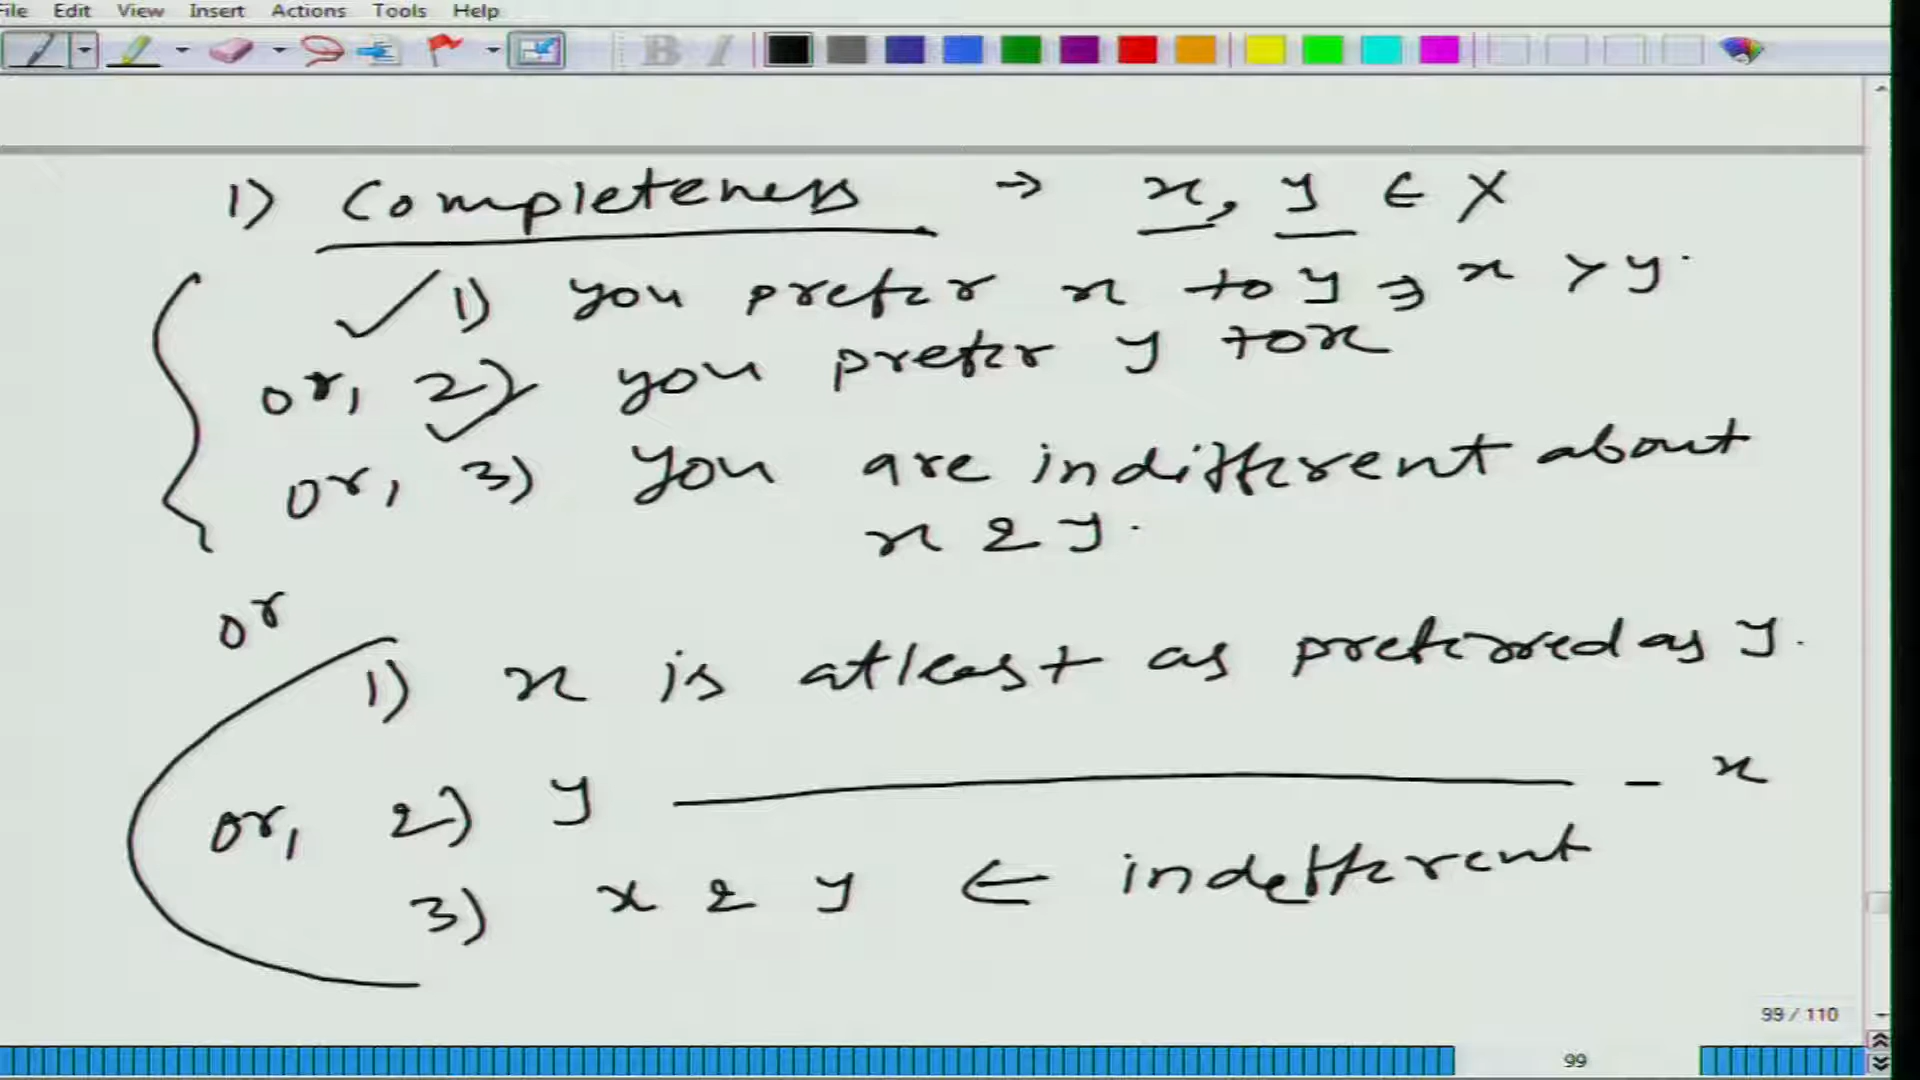 File Edit View Insert Actions Tools Help
B I
1) Completeness → x, y ∈ X
✓ 1) you prefer x to y → x > y.
or, 2) you prefer y to x
or, 3) you are indifferent about
x & y.
or
1) x is atleast as preferred as y.
or, 2) y ———————— – x
3) x & y ← indefferent
99 / 110
99